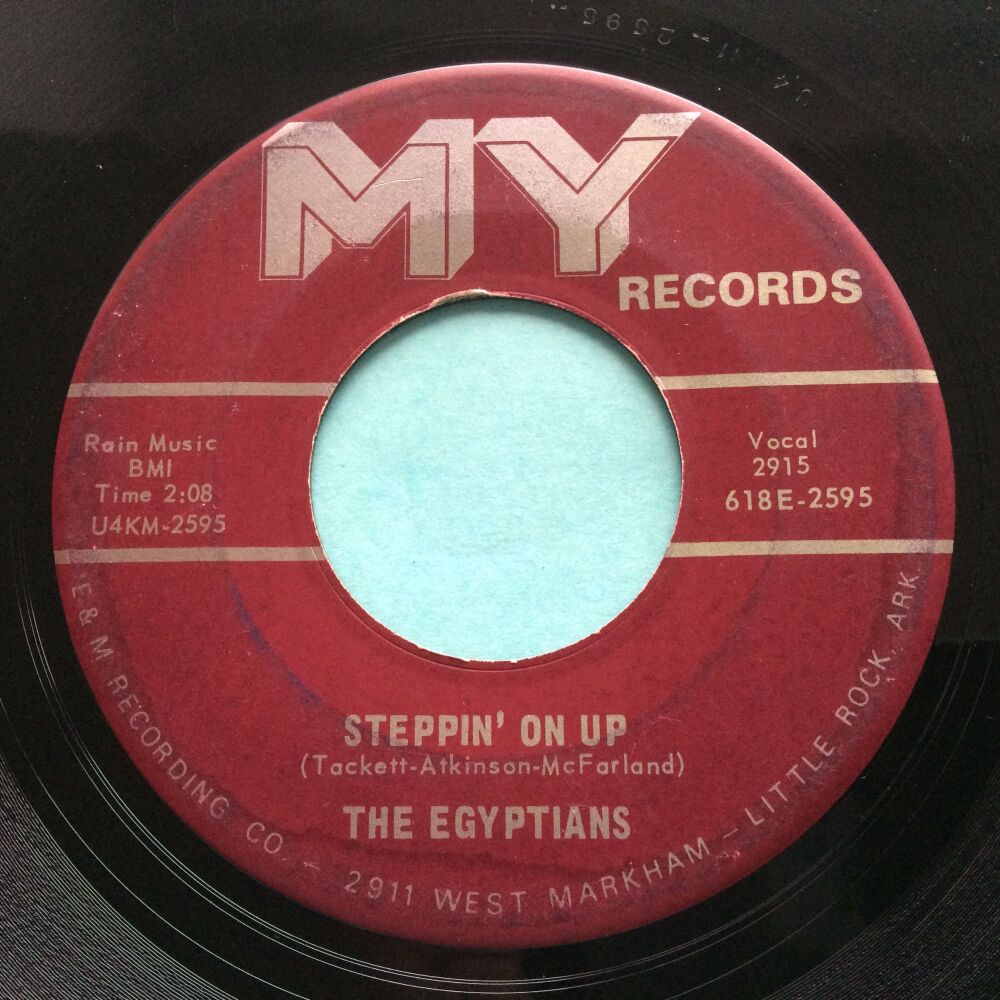 MY
RECORDS
Rain Music
BMI
Time 2:08
U4KM-2595
Vocal
2915
618E-2595
STEPPIN' ON UP
(Tackett-Atkinson-McFarland)
THE EGYPTIANS
E & M RECORDING CO. – 2911 WEST MARKHAM – LITTLE ROCK, ARK